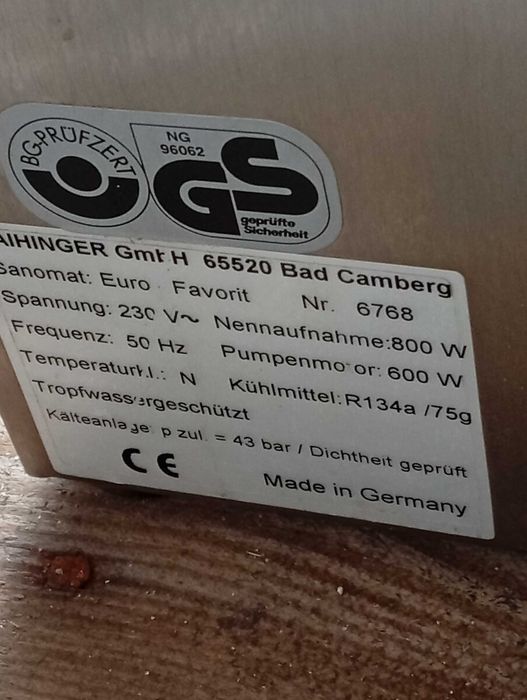 BG-PRÜFZERT
NG
96062
GS
geprüfte
Sicherheit
AIHINGER GmbH 65520 Bad Camberg
Sanomat: Euro Favorit Nr. 6768
Spannung: 230 V~ Nennaufnahme:800 W
Frequenz: 50 Hz Pumpenmotor: 600 W
Temperaturkl.: N Kühlmittel:R134a /75g
Tropfwassergeschützt
Kälteanlage: p zul. = 43 bar / Dichtheit geprüft
CE Made in Germany